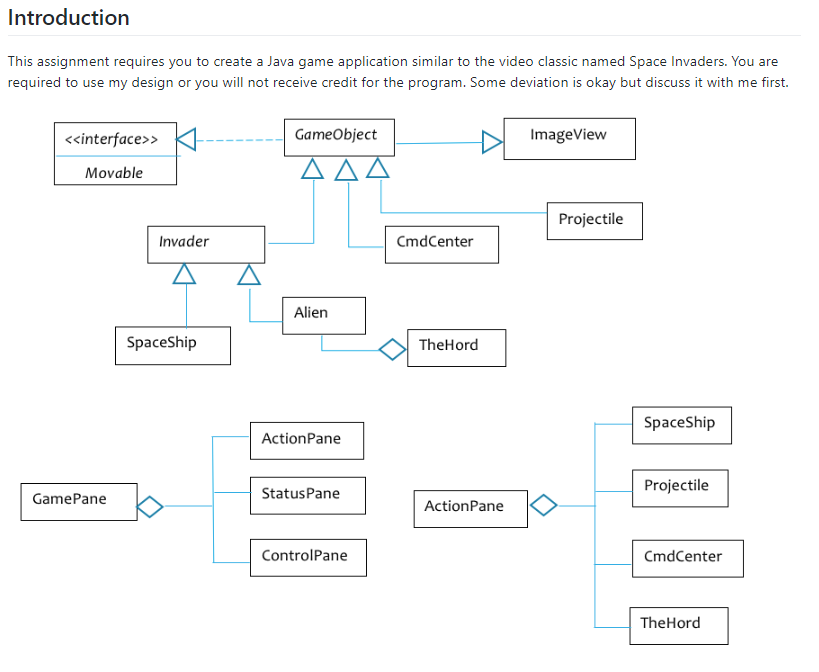 Introduction
This assignment requires you to create a Java game application similar to the video classic named Space Invaders. You are
required to use my design or you will not receive credit for the program. Some deviation is okay but discuss it with me first.
<<interface>>
Movable
GameObject
ImageView
Projectile
Invader
CmdCenter
Alien
SpaceShip
TheHord
ActionPane
GamePane
StatusPane
ControlPane
SpaceShip
Projectile
ActionPane
CmdCenter
TheHord